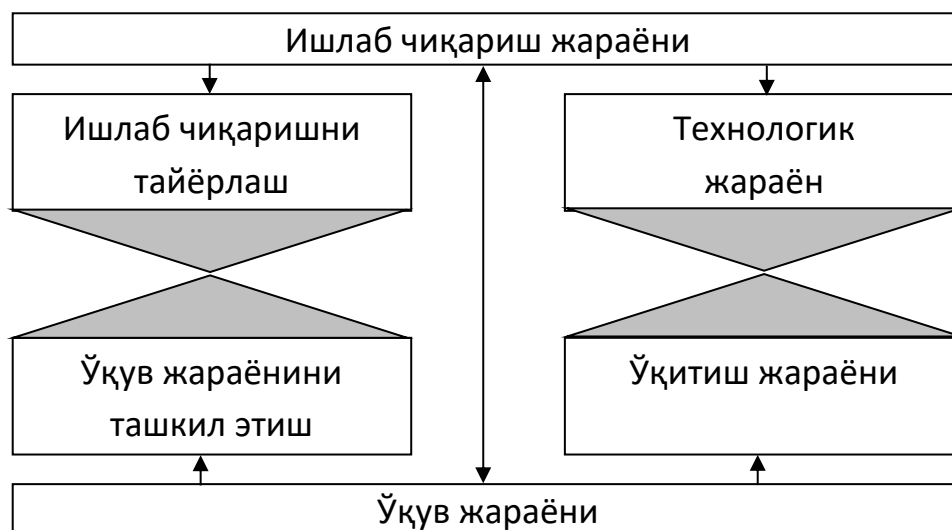 Ишлаб чиқариш жараёни
Ишлаб чиқаришни
тайёрлаш
Технологик
жараён
Ўқув жараёнини
ташкил этиш
Ўқитиш жараёни
Ўқув жараёни